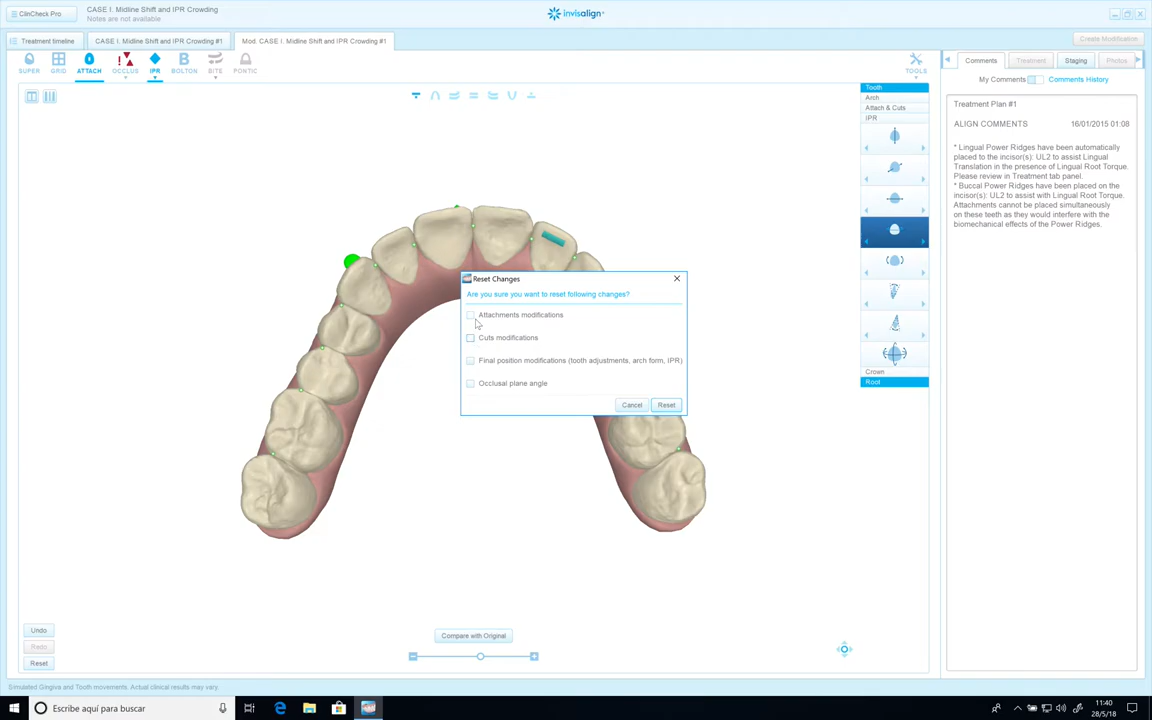 ClinCheck Pro
CASE I. Midline Shift and IPR Crowding
Notes are not available
invisalign
Treatment timeline
CASE I. Midline Shift and IPR Crowding #1
Mod. CASE I. Midline Shift and IPR Crowding #1
Create Modification
SUPER
GRID
ATTACH
OCCLUS
IPR
BOLTON
BITE
PONTIC
TOOLS
Comments
Treatment
Staging
Photos
My Comments
Comments History
Tooth
Arch
Attach & Cuts
IPR
Crown
Root
Treatment Plan #1
ALIGN COMMENTS 16/01/2015 01:08
* Lingual Power Ridges have been automatically
placed to the incisor(s): UL2 to assist Lingual
Translation in the presence of Lingual Root Torque.
Please review in Treatment tab panel.
* Buccal Power Ridges have been placed on the
incisor(s): UL2 to assist with Lingual Root Torque.
Attachments cannot be placed simultaneously
on these teeth as they would interfere with the
biomechanical effects of the Power Ridges.
Reset Changes
Are you sure you want to reset following changes?
Attachments modifications
Cuts modifications
Final position modifications (tooth adjustments, arch form, IPR)
Occlusal plane angle
Cancel
Reset
Undo
Redo
Reset
Compare with Original
Simulated Gingiva and Tooth movements. Actual clinical results may vary.
Escribe aquí para buscar
11:40
28/5/18